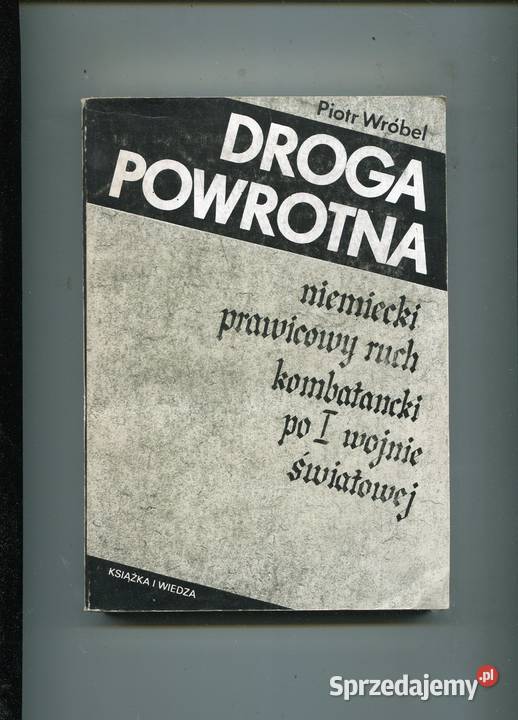 Piotr Wróbel
DROGA
POWROTNA
niemiecki
prawicowy ruch
kombatancki
po I wojnie
światowej
KSIĄŻKA I WIEDZA
Sprzedajemy.pl